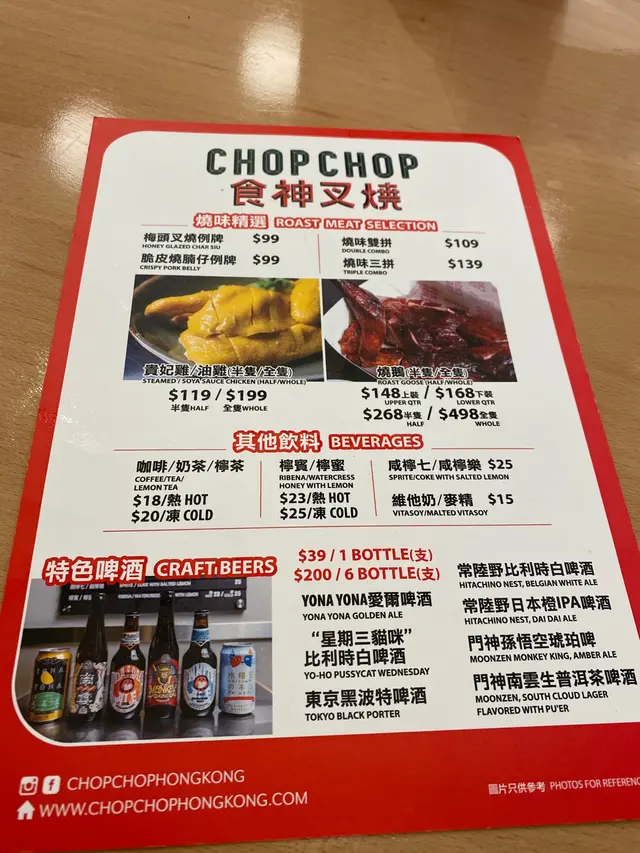 CHOPCHOP
食神叉燒
燒味精選 ROAST MEAT SELECTION
梅頭叉燒例牌 $99
HONEY GLAZED CHAR SIU
脆皮燒腩仔例牌 $99
CRISPY PORK BELLY
燒味雙拼 $109
DOUBLE COMBO
燒味三拼 $139
TRIPLE COMBO
貴妃雞/油雞(半隻/全隻)
STEAMED / SOYA SAUCE CHICKEN (HALF/WHOLE)
$119 / $199
半隻HALF 全隻WHOLE
燒鵝(半隻/全隻)
ROAST GOOSE (HALF/WHOLE)
$148上裝 / $168下裝
UPPER QTR LOWER QTR
$268半隻 / $498全隻
HALF WHOLE
其他飲料 BEVERAGES
咖啡/奶茶/檸茶
COFFEE/TEA/
LEMON TEA
$18/熱 HOT
$20/凍 COLD
檸賓/檸蜜
RIBENA/WATERCRESS
HONEY WITH LEMON
$23/熱 HOT
$25/凍 COLD
咸檸七/咸檸樂 $25
SPRITE/COKE WITH SALTED LEMON
維他奶/麥精 $15
VITASOY/MALTED VITASOY
特色啤酒 CRAFT BEERS
$39 / 1 BOTTLE(支)
$200 / 6 BOTTLE(支)
YONA YONA愛爾啤酒
YONA YONA GOLDEN ALE
“星期三貓咪”
比利時白啤酒
YO-HO PUSSYCAT WEDNESDAY
東京黑波特啤酒
TOKYO BLACK PORTER
常陸野比利時白啤酒
HITACHINO NEST, BELGIAN WHITE ALE
常陸野日本橙IPA啤酒
HITACHINO NEST, DAI DAI ALE
門神孫悟空琥珀啤
MOONZEN MONKEY KING, AMBER ALE
門神南雲生普洱茶啤酒
MOONZEN, SOUTH CLOUD LAGER
FLAVORED WITH PU'ER
CHOPCHOPHONGKONG
WWW.CHOPCHOPHONGKONG.COM
圖片只供參考 PHOTOS FOR REFERENC